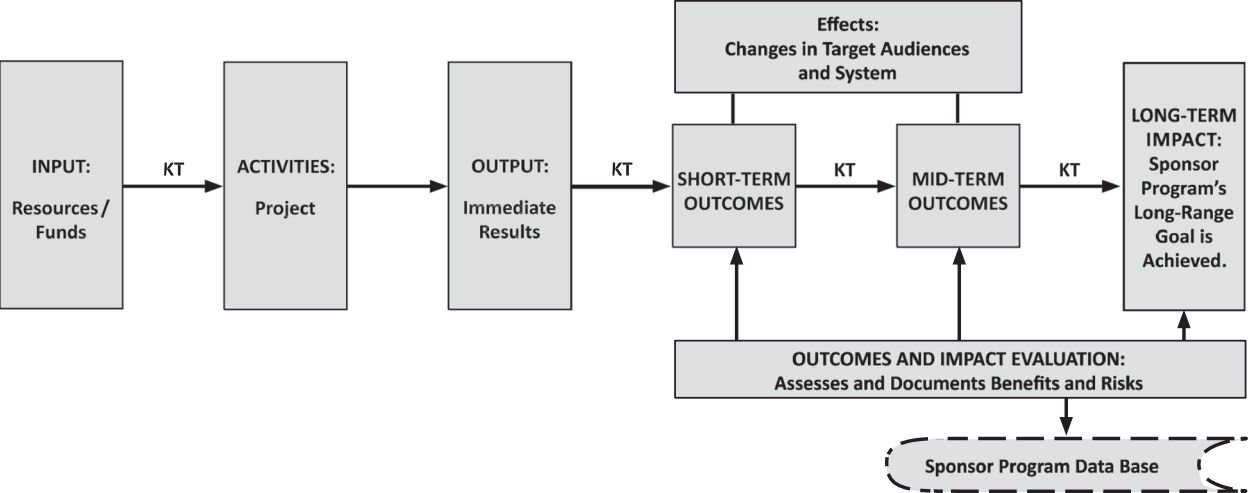 Effects:
Changes in Target Audiences
and System
INPUT:
Resources/
Funds
KT
ACTIVITIES:
Project
OUTPUT:
Immediate
Results
KT
SHORT-TERM
OUTCOMES
KT
MID-TERM
OUTCOMES
KT
LONG-TERM
IMPACT:
Sponsor
Program's
Long-Range
Goal is
Achieved.
OUTCOMES AND IMPACT EVALUATION:
Assesses and Documents Benefits and Risks
Sponsor Program Data Base